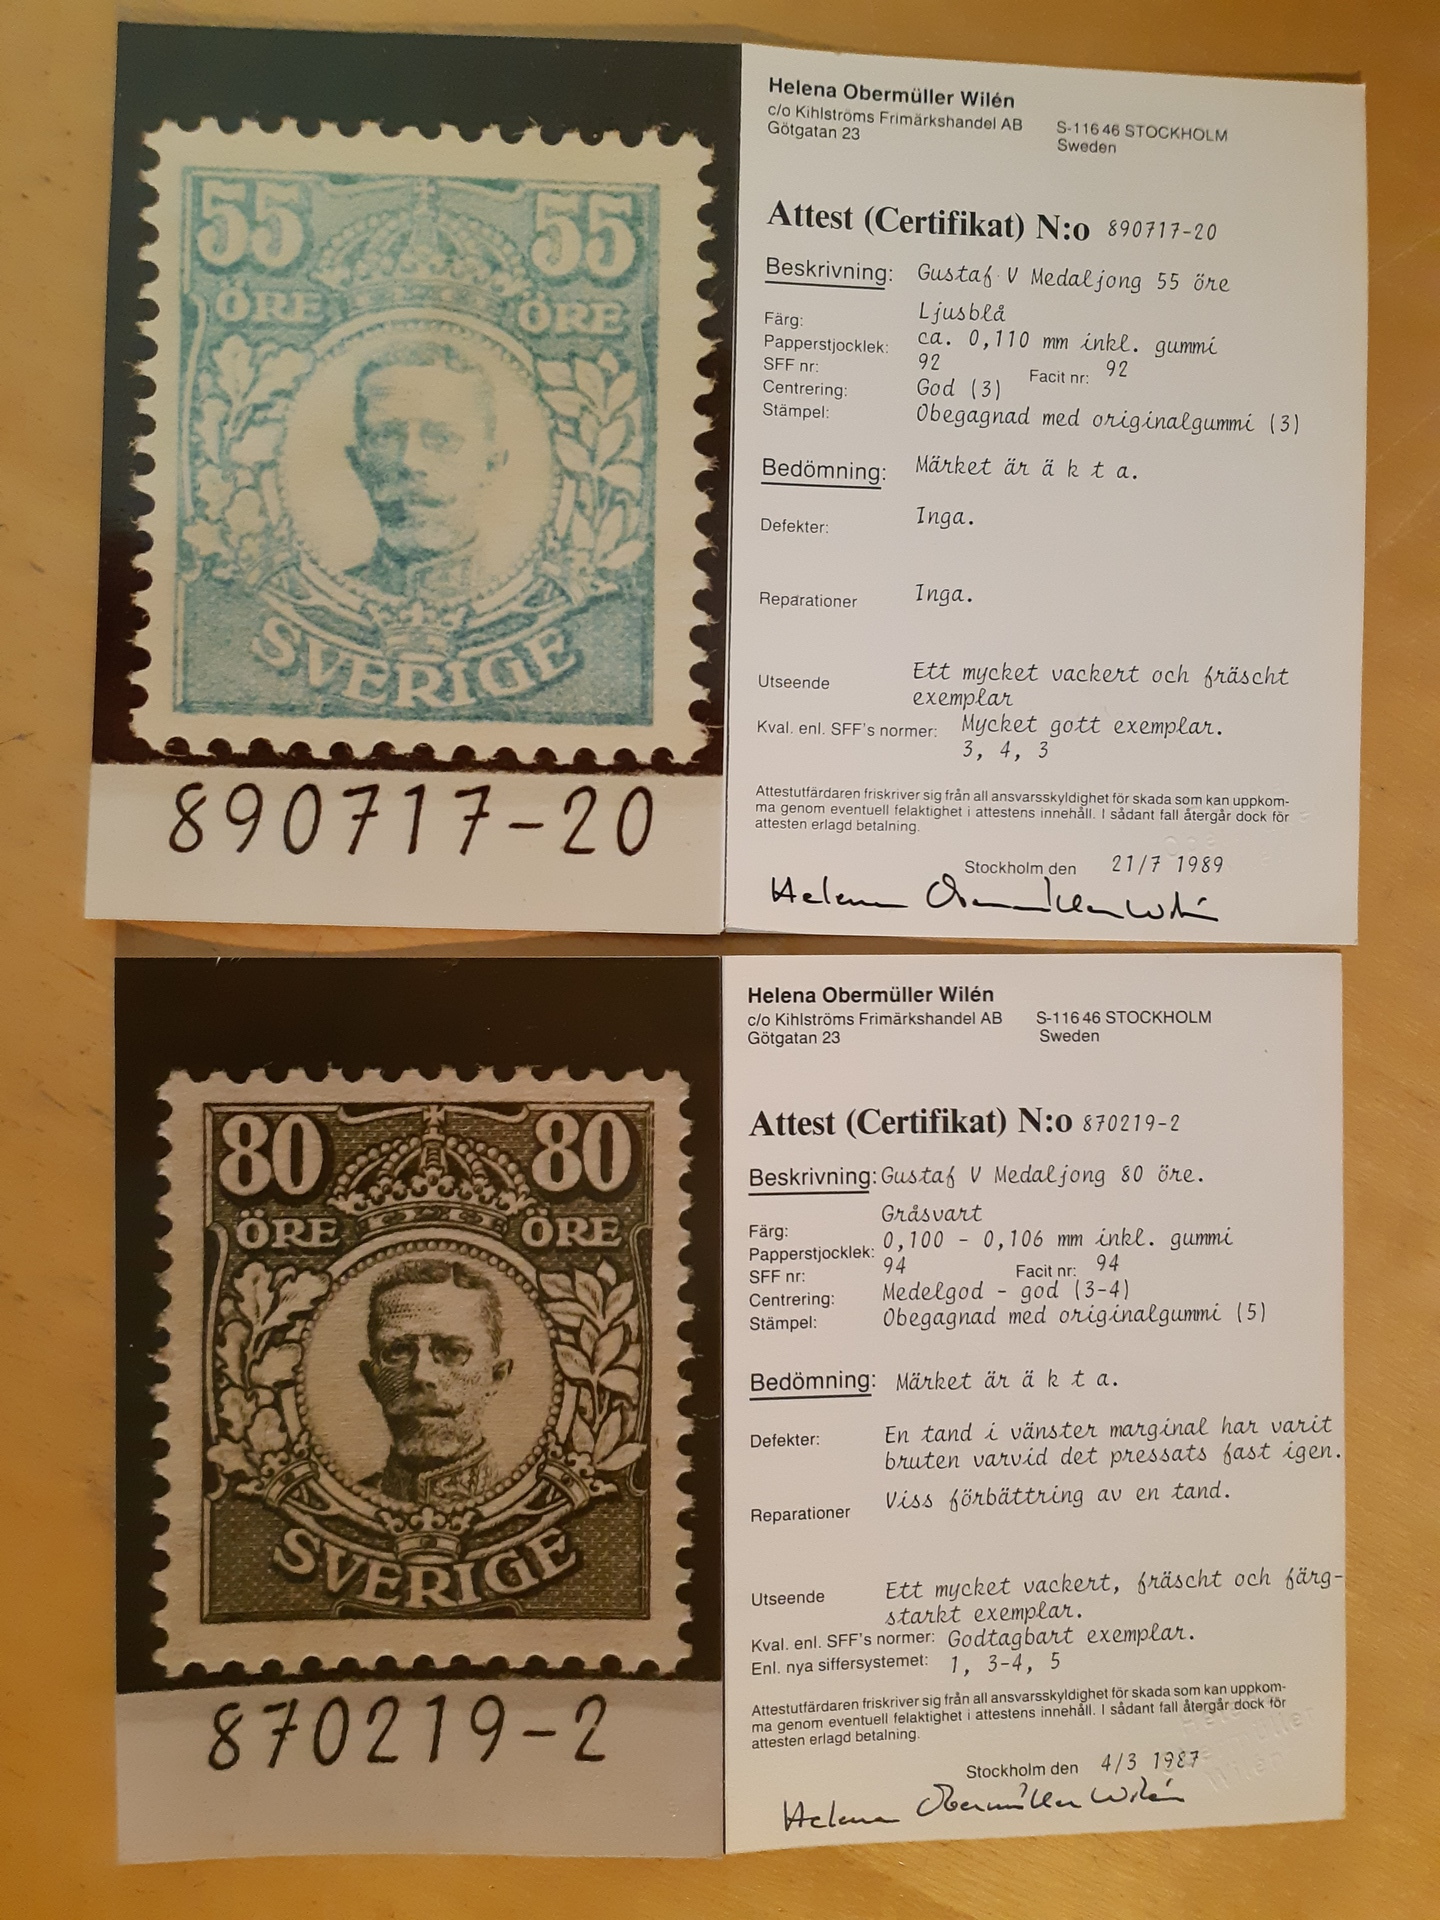 55 55
ÖRE ÖRE
SVERIGE
890717-20
Helena Obermüller Wilén
c/o Kihlströms Frimärkshandel AB S-116 46 STOCKHOLM
Götgatan 23 Sweden
Attest (Certifikat) N:o 890717-20
Beskrivning: Gustaf V Medaljong 55 öre
Färg: Ljusblå
Papperstjocklek: ca. 0,110 mm inkl. gummi
SFF nr: 92 Facit nr: 92
Centrering: God (3)
Stämpel: Obegagnad med originalgummi (3)
Bedömning: Märket är ä k t a.
Defekter: Inga.
Reparationer Inga.
Utseende Ett mycket vackert och fräscht
exemplar
Kval. enl. SFF's normer: Mycket gott exemplar.
3, 4, 3
Attestutfärdaren friskriver sig från all ansvarsskyldighet för skada som kan uppkom-
ma genom eventuell felaktighet i attestens innehåll. I sådant fall återgår dock för
attesten erlagd betalning.
Stockholm den 21/7 1989
Helena Obermüller Wilén
80 80
ÖRE ÖRE
SVERIGE
870219-2
Helena Obermüller Wilén
c/o Kihlströms Frimärkshandel AB S-116 46 STOCKHOLM
Götgatan 23 Sweden
Attest (Certifikat) N:o 870219-2
Beskrivning: Gustaf V Medaljong 80 öre.
Färg: Gråsvart
Papperstjocklek: 0,100 - 0,106 mm inkl. gummi
SFF nr: 94 Facit nr: 94
Centrering: Medelgod - god (3-4)
Stämpel: Obegagnad med originalgummi (5)
Bedömning: Märket är ä k t a.
Defekter: En tand i vänster marginal har varit
bruten varvid det pressats fast igen.
Reparationer Viss förbättring av en tand.
Utseende Ett mycket vackert, fräscht och färg-
starkt exemplar.
Kval. enl. SFF's normer: Godtagbart exemplar.
Enl. nya siffersystemet: 1, 3-4, 5
Attestutfärdaren friskriver sig från all ansvarsskyldighet för skada som kan uppkom-
ma genom eventuell felaktighet i attestens innehåll. I sådant fall återgår dock för
attesten erlagd betalning.
Stockholm den 4/3 1987
Helena Obermüller Wilén